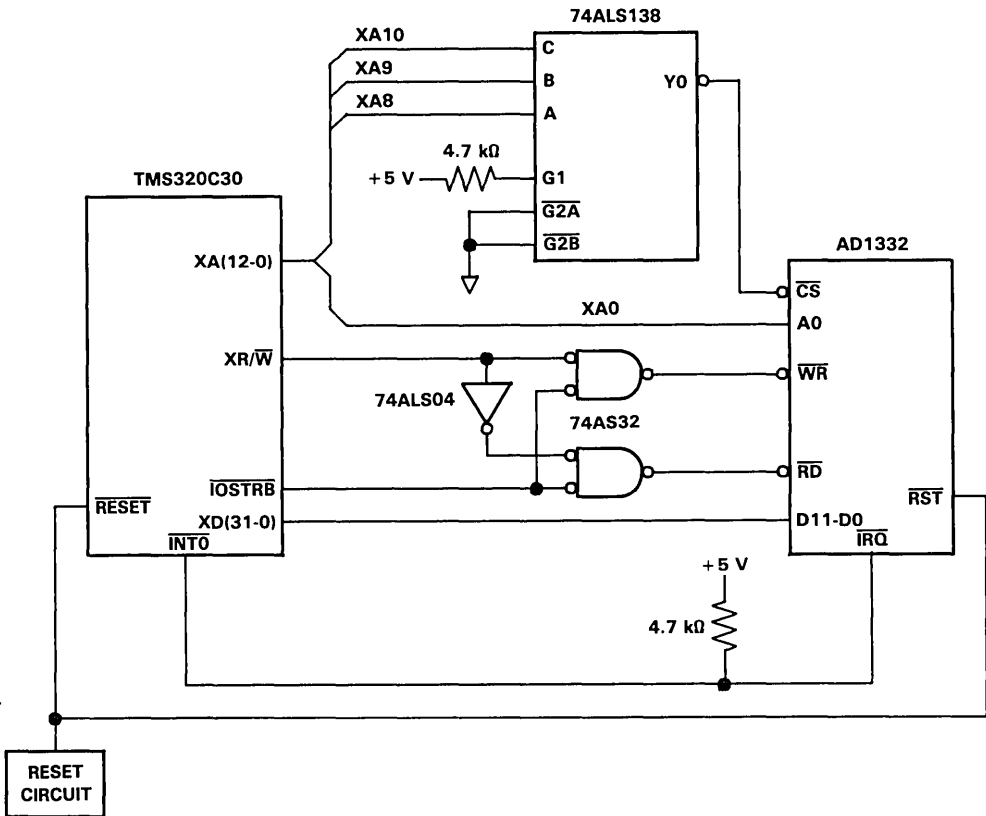 74ALS138
XA10
C
XA9
B
Y0
XA8
A
4.7 kΩ
+5 V
G1
TMS320C30
G2A
G2B
AD1332
XA(12-0)
CS
XA0
A0
XR/W
WR
74ALS04
74AS32
RD
IOSTRB
RST
RESET
XD(31-0)
D11-D0
INT0
IRQ
+5 V
4.7 kΩ
RESET
CIRCUIT